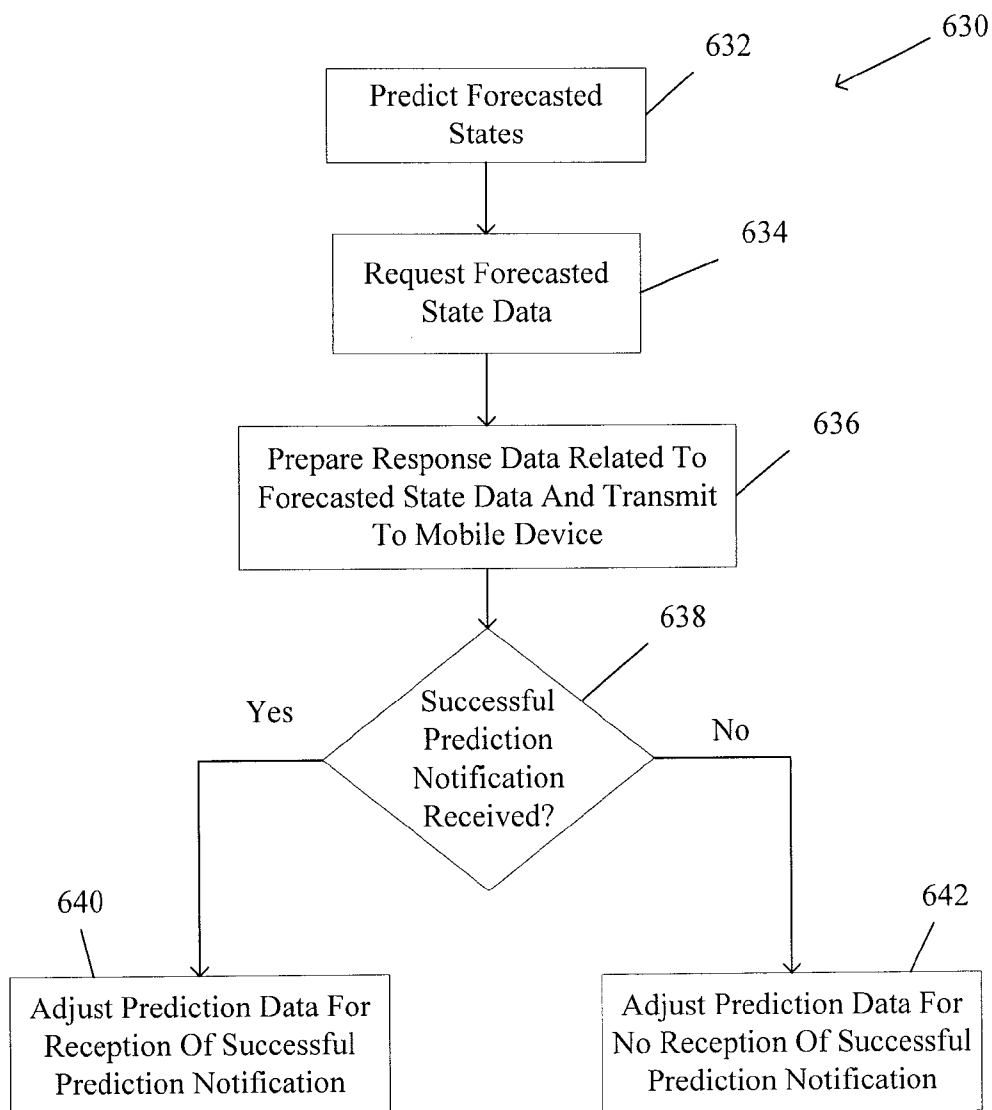 630
632
Predict Forecasted
States
634
Request Forecasted
State Data
636
Prepare Response Data Related To
Forecasted State Data And Transmit
To Mobile Device
638
Successful
Prediction
Notification
Received?
Yes
No
640
642
Adjust Prediction Data For
Reception Of Successful
Prediction Notification
Adjust Prediction Data For
No Reception Of Successful
Prediction Notification